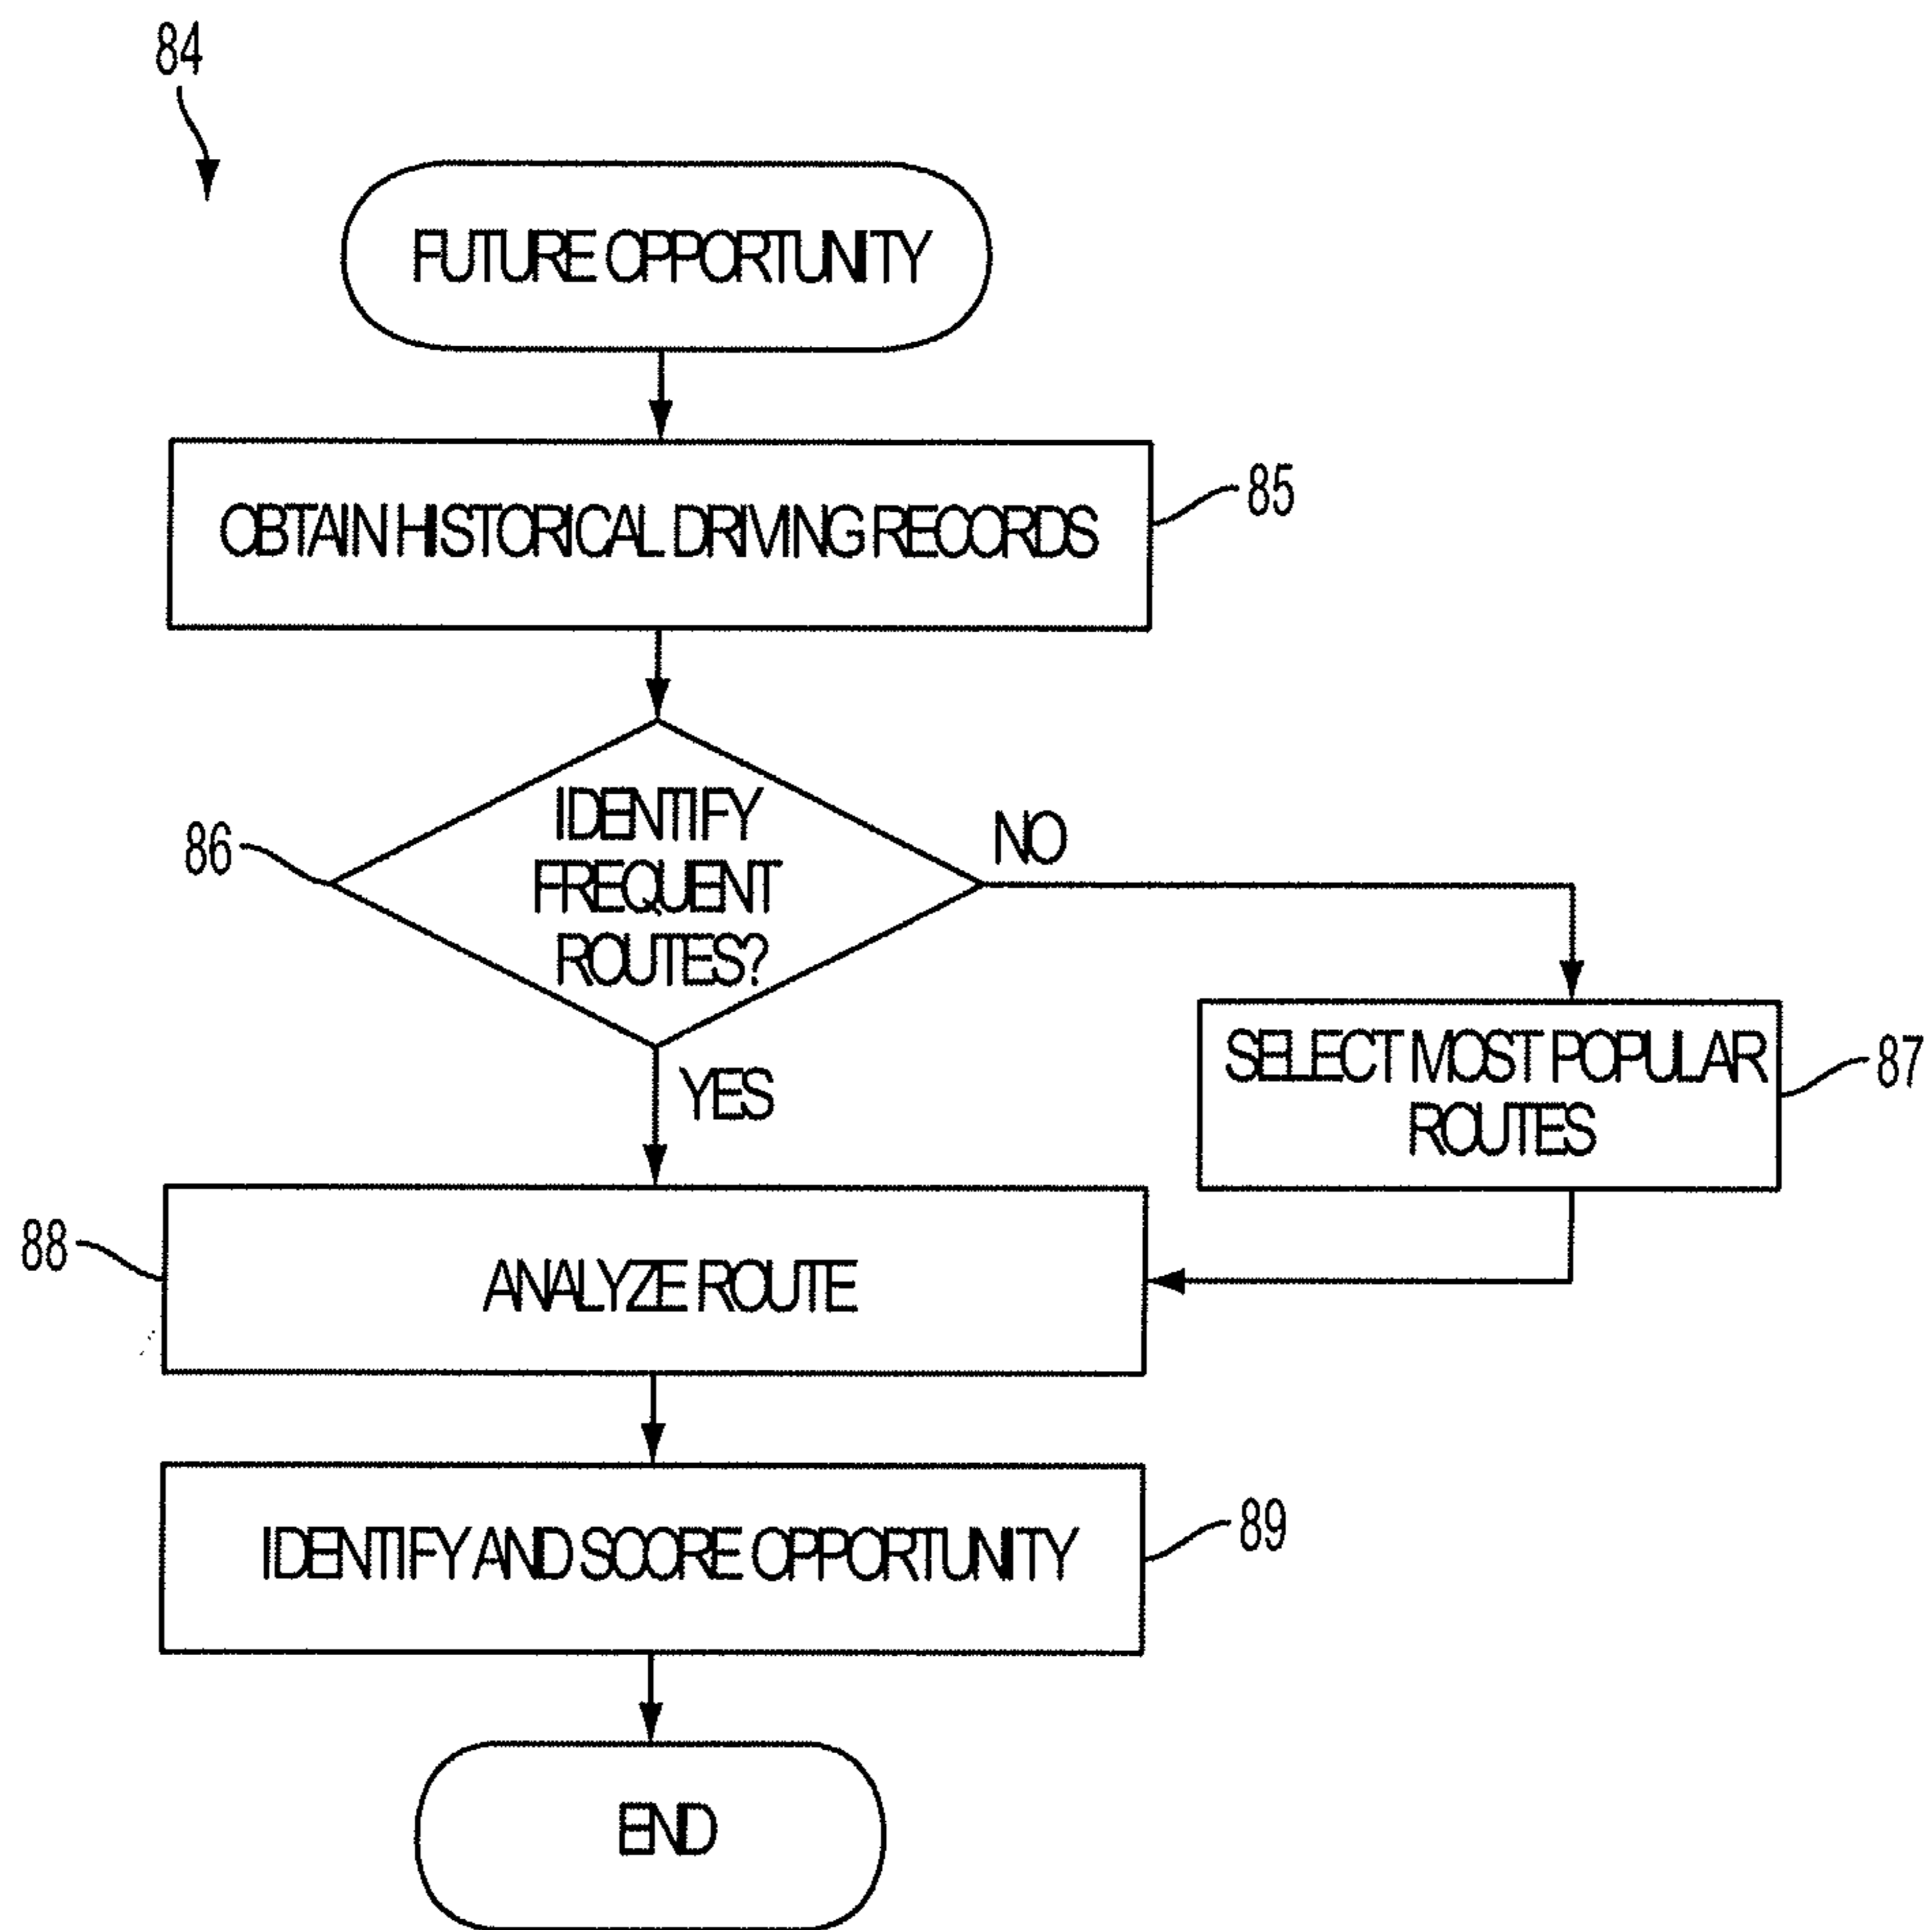 84
FUTURE OPPORTUNITY
OBTAIN HISTORICAL DRIVING RECORDS
85
IDENTIFY
FREQUENT
ROUTES?
86
NO
YES
SELECT MOST POPULAR
ROUTES
87
88
ANALYZE ROUTE
IDENTIFY AND SCORE OPPORTUNITY
89
END